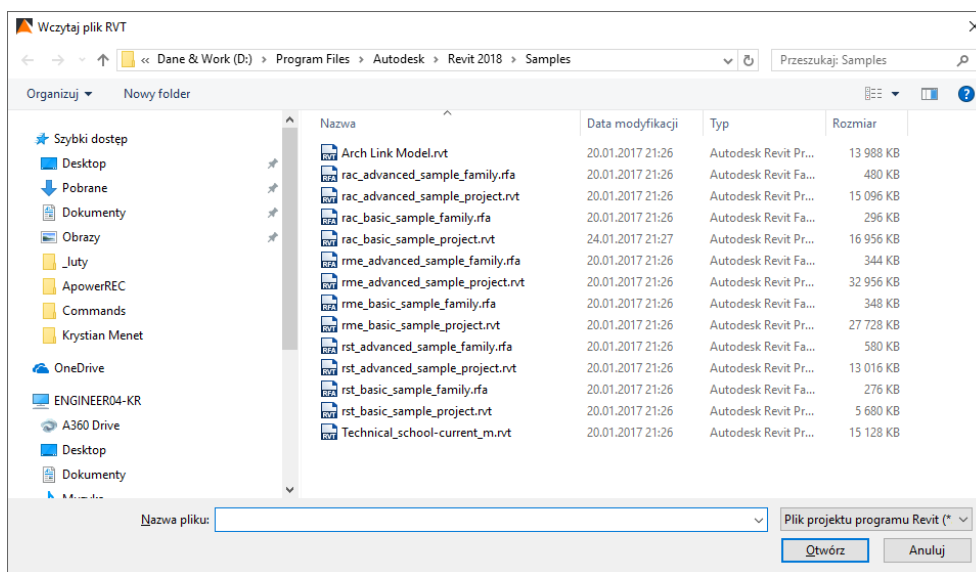 Wczytaj plik RVT
« Dane & Work (D:) › Program Files › Autodesk › Revit 2018 › Samples
Przeszukaj: Samples
Organizuj Nowy folder
Nazwa Data modyfikacji Typ Rozmiar
Szybki dostęp
Desktop
Pobrane
Dokumenty
Obrazy
_luty
ApowerREC
Commands
Krystian Menet
OneDrive
ENGINEER04-KR
A360 Drive
Desktop
Dokumenty
Arch Link Model.rvt 20.01.2017 21:26 Autodesk Revit Pr... 13 988 KB
rac_advanced_sample_family.rfa 20.01.2017 21:26 Autodesk Revit Fa... 480 KB
rac_advanced_sample_project.rvt 20.01.2017 21:26 Autodesk Revit Pr... 15 096 KB
rac_basic_sample_family.rfa 20.01.2017 21:26 Autodesk Revit Fa... 296 KB
rac_basic_sample_project.rvt 24.01.2017 21:27 Autodesk Revit Pr... 16 956 KB
rme_advanced_sample_family.rfa 20.01.2017 21:26 Autodesk Revit Fa... 344 KB
rme_advanced_sample_project.rvt 20.01.2017 21:26 Autodesk Revit Pr... 32 956 KB
rme_basic_sample_family.rfa 20.01.2017 21:26 Autodesk Revit Fa... 348 KB
rme_basic_sample_project.rvt 20.01.2017 21:26 Autodesk Revit Pr... 27 728 KB
rst_advanced_sample_family.rfa 20.01.2017 21:26 Autodesk Revit Fa... 580 KB
rst_advanced_sample_project.rvt 20.01.2017 21:26 Autodesk Revit Pr... 13 016 KB
rst_basic_sample_family.rfa 20.01.2017 21:26 Autodesk Revit Fa... 276 KB
rst_basic_sample_project.rvt 20.01.2017 21:26 Autodesk Revit Pr... 5 680 KB
Technical_school-current_m.rvt 20.01.2017 21:26 Autodesk Revit Pr... 15 128 KB
Nazwa pliku: Plik projektu programu Revit (*
Otwórz Anuluj